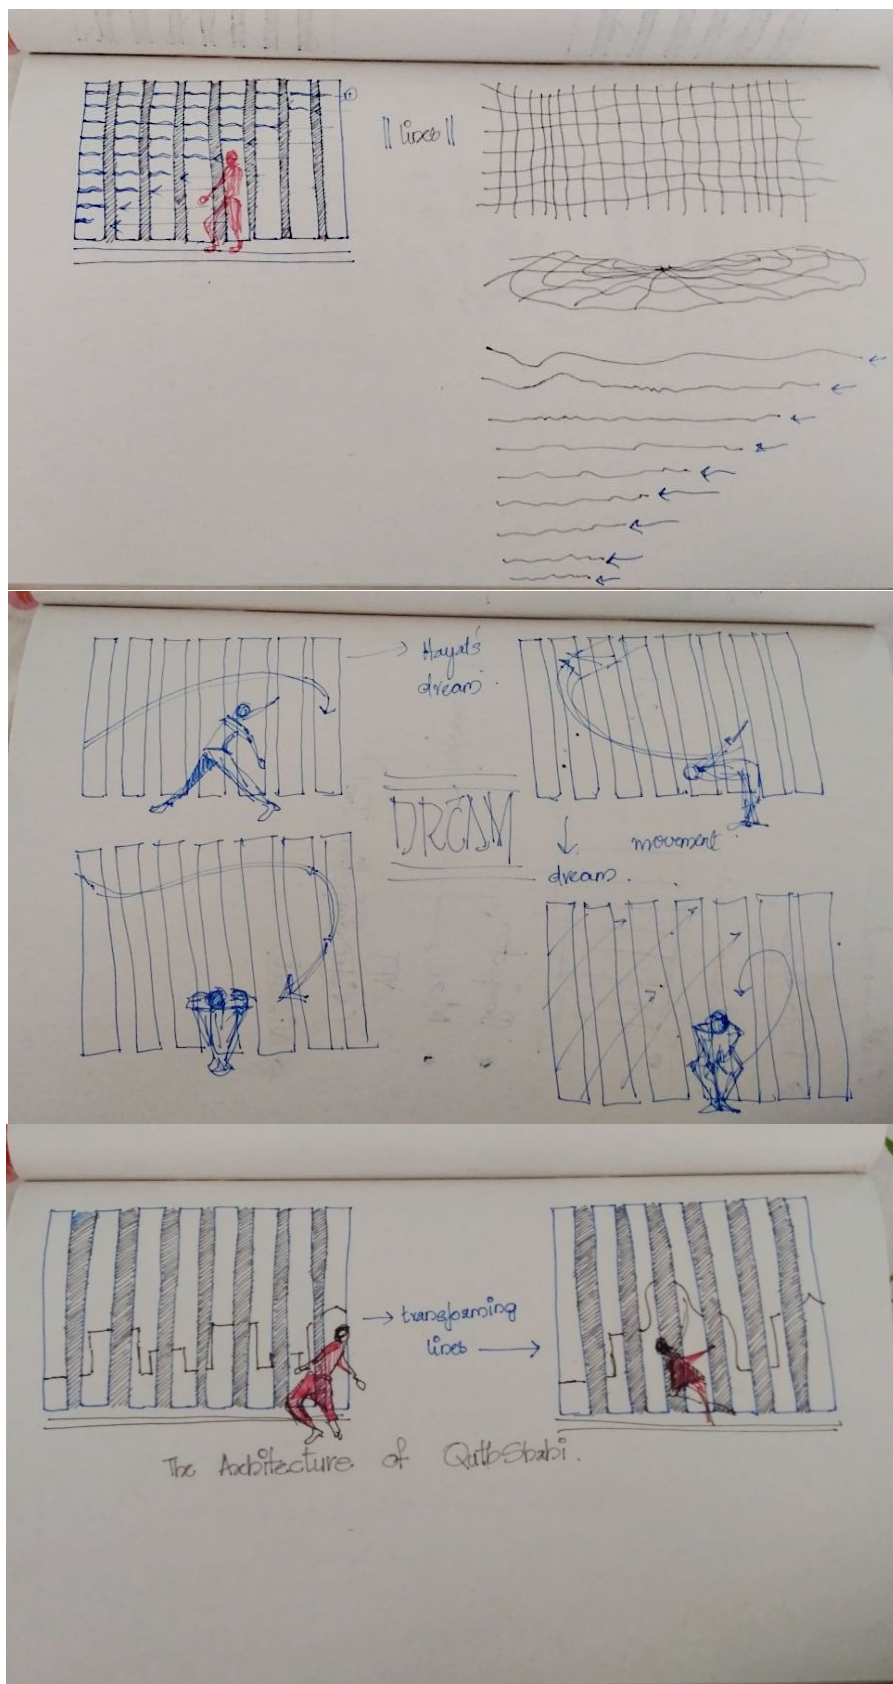 || lines ||
Hayat's
dream.
DREAM
movement.
dream.
transforming
lines
The Architecture of QutbShahi.